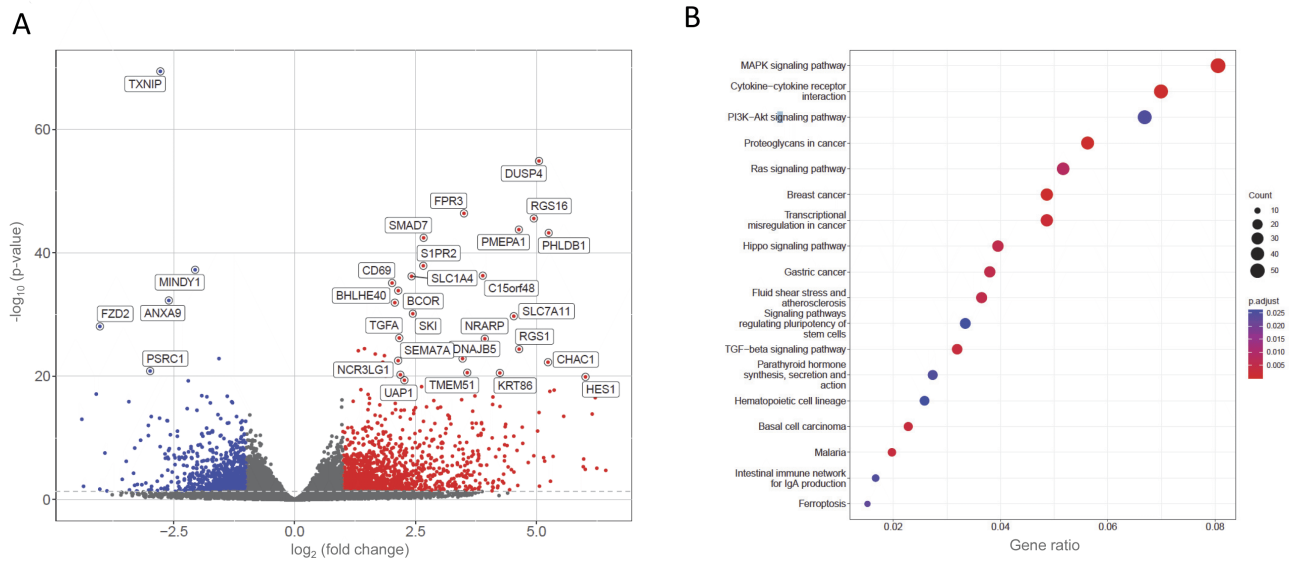 A
TXNIP
60
DUSP4
FPR3
RGS16
SMAD7
PMEPA1
PHLDB1
S1PR2
40
CD69
SLC1A4
MINDY1
C15orf48
BHLHE40
BCOR
ANXA9
FZD2
SLC7A11
TGFA
SKI
NRARP
RGS1
SEMA7A
DNAJB5
PSRC1
CHAC1
NCR3LG1
20
TMEM51
KRT86
HES1
UAP1
0
−2.5
0.0
2.5
5.0
log2 (fold change)
-log10 (p-value)
B
MAPK signaling pathway
Cytokine−cytokine receptor
interaction
PI3K−Akt signaling pathway
Proteoglycans in cancer
Ras signaling pathway
Breast cancer
Transcriptional
misregulation in cancer
Hippo signaling pathway
Gastric cancer
Fluid shear stress and
atherosclerosis
Signaling pathways
regulating pluripotency of
stem cells
TGF−beta signaling pathway
Parathyroid hormone
synthesis, secretion and
action
Hematopoietic cell lineage
Basal cell carcinoma
Malaria
Intestinal immune network
for IgA production
Ferroptosis
0.02
0.04
0.06
0.08
Gene ratio
Count
10
20
30
40
50
p.adjust
0.025
0.020
0.015
0.010
0.005